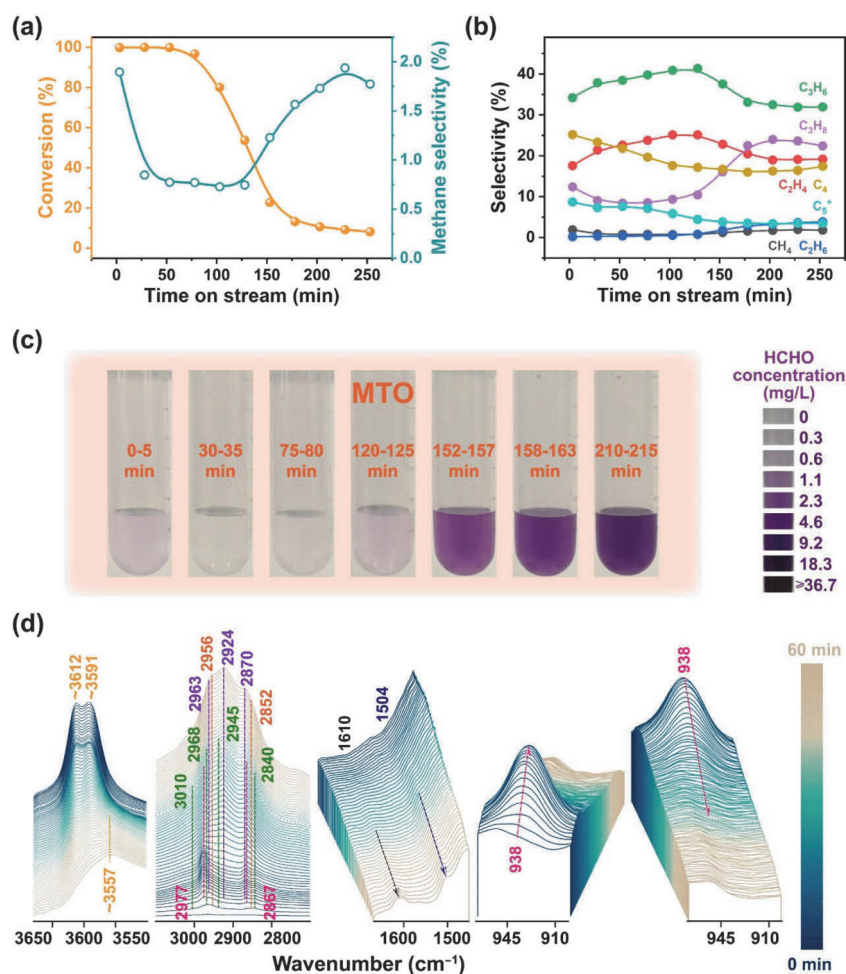 (a)
100
80
60
40
20
0
Conversion (%)
2.0
1.5
1.0
0.5
0.0
Methane selectivity (%)
0 50 100 150 200 250
Time on stream (min)
(b)
40
30
20
10
0
Selectivity (%)
C₃H₆
C₃H₈
C₂H₄ C₄
C₅⁺
CH₄ C₂H₆
0 50 100 150 200 250
Time on stream (min)
(c)
MTO
0-5
min
30-35
min
75-80
min
120-125
min
152-157
min
158-163
min
210-215
min
HCHO
concentration
(mg/L)
0
0.3
0.6
1.1
2.3
4.6
9.2
18.3
⩾36.7
(d)
~3612
~3591
~3557
3650 3600 3550
2977
3010
2968
2963
2956
2924
2945
2870
2852
2840
2867
3000 2900 2800
1610
1504
1600 1500
938
945 910
938
945 910
Wavenumber (cm⁻¹)
60 min
0 min